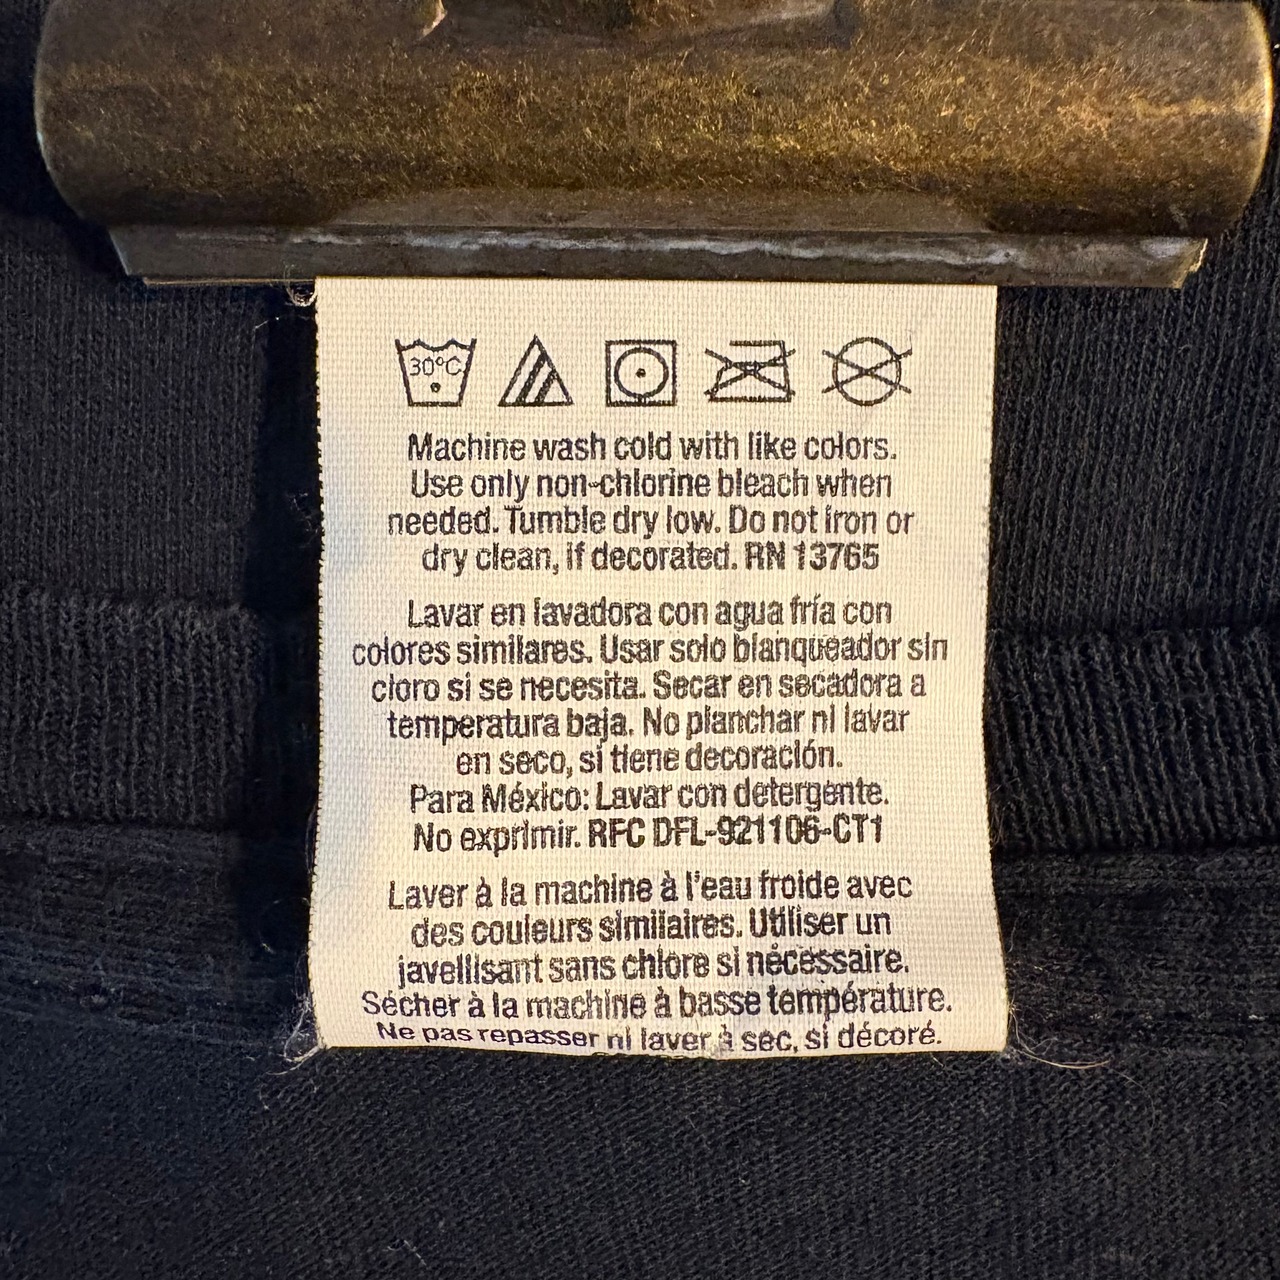 30°C
Machine wash cold with like colors.
Use only non-chlorine bleach when
needed. Tumble dry low. Do not iron or
dry clean, if decorated. RN 13765
Lavar en lavadora con agua fría con
colores similares. Usar solo blanqueador sin
cloro si se necesita. Secar en secadora a
temperatura baja. No planchar ni lavar
en seco, si tiene decoración.
Para México: Lavar con detergente.
No exprimir. RFC DFL-921106-CT1
Laver à la machine à l'eau froide avec
des couleurs similaires. Utiliser un
javellisant sans chlore si nécessaire.
Sécher à la machine à basse température.
Ne pas repasser ni laver à sec, si décoré.